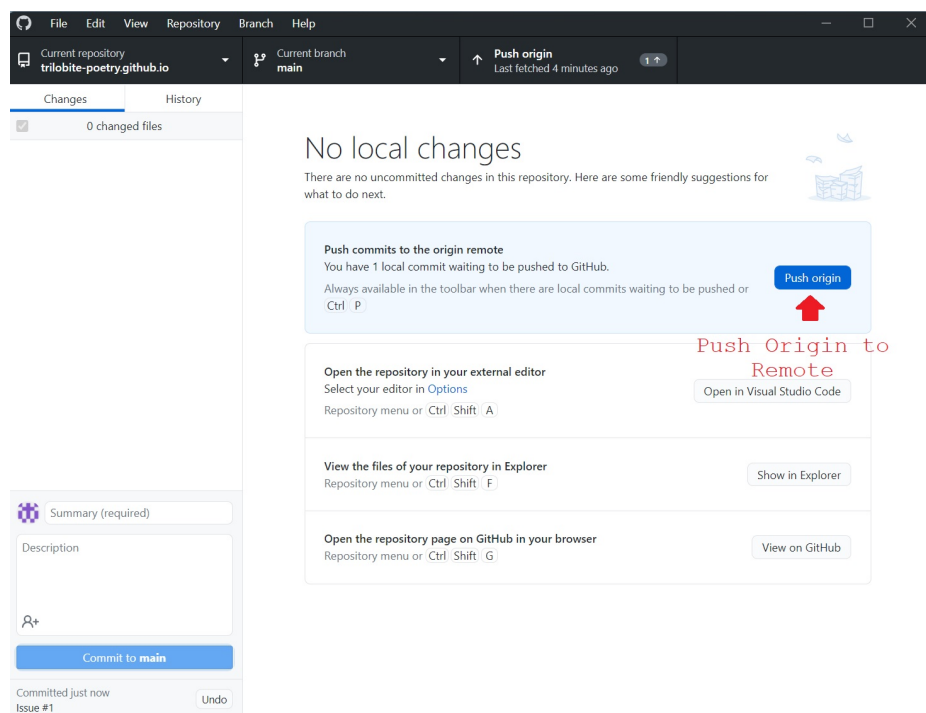 File Edit View Repository Branch Help
Current repository
trilobite-poetry.github.io
Current branch
main
Push origin
Last fetched 4 minutes ago
1
Changes History
0 changed files
No local changes
There are no uncommitted changes in this repository. Here are some friendly suggestions for
what to do next.
Push commits to the origin remote
You have 1 local commit waiting to be pushed to GitHub.
Always available in the toolbar when there are local commits waiting to be pushed or
Ctrl P
Push origin
Push Origin to
Remote
Open the repository in your external editor
Select your editor in Options
Repository menu or Ctrl Shift A
Open in Visual Studio Code
View the files of your repository in Explorer
Repository menu or Ctrl Shift F
Show in Explorer
Open the repository page on GitHub in your browser
Repository menu or Ctrl Shift G
View on GitHub
Summary (required)
Description
Commit to main
Committed just now
Issue #1
Undo